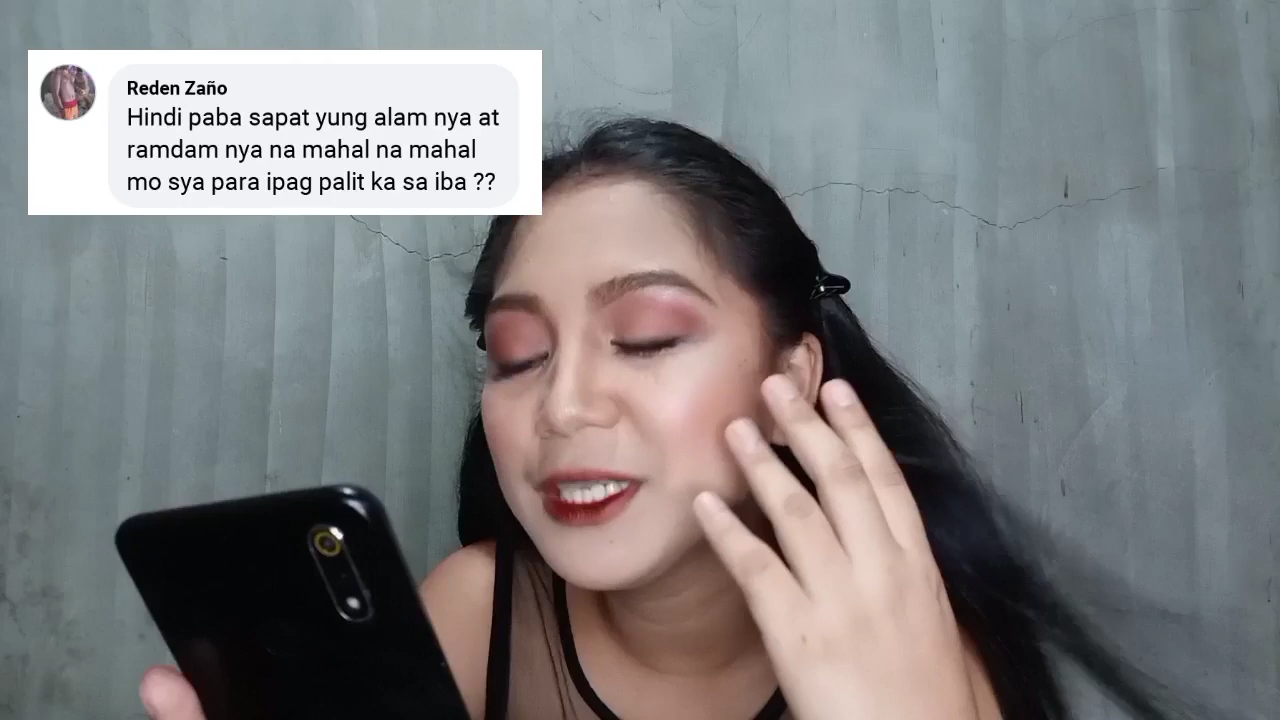 Reden Zaño
Hindi paba sapat yung alam nya at
ramdam nya na mahal na mahal
mo sya para ipag palit ka sa iba ??